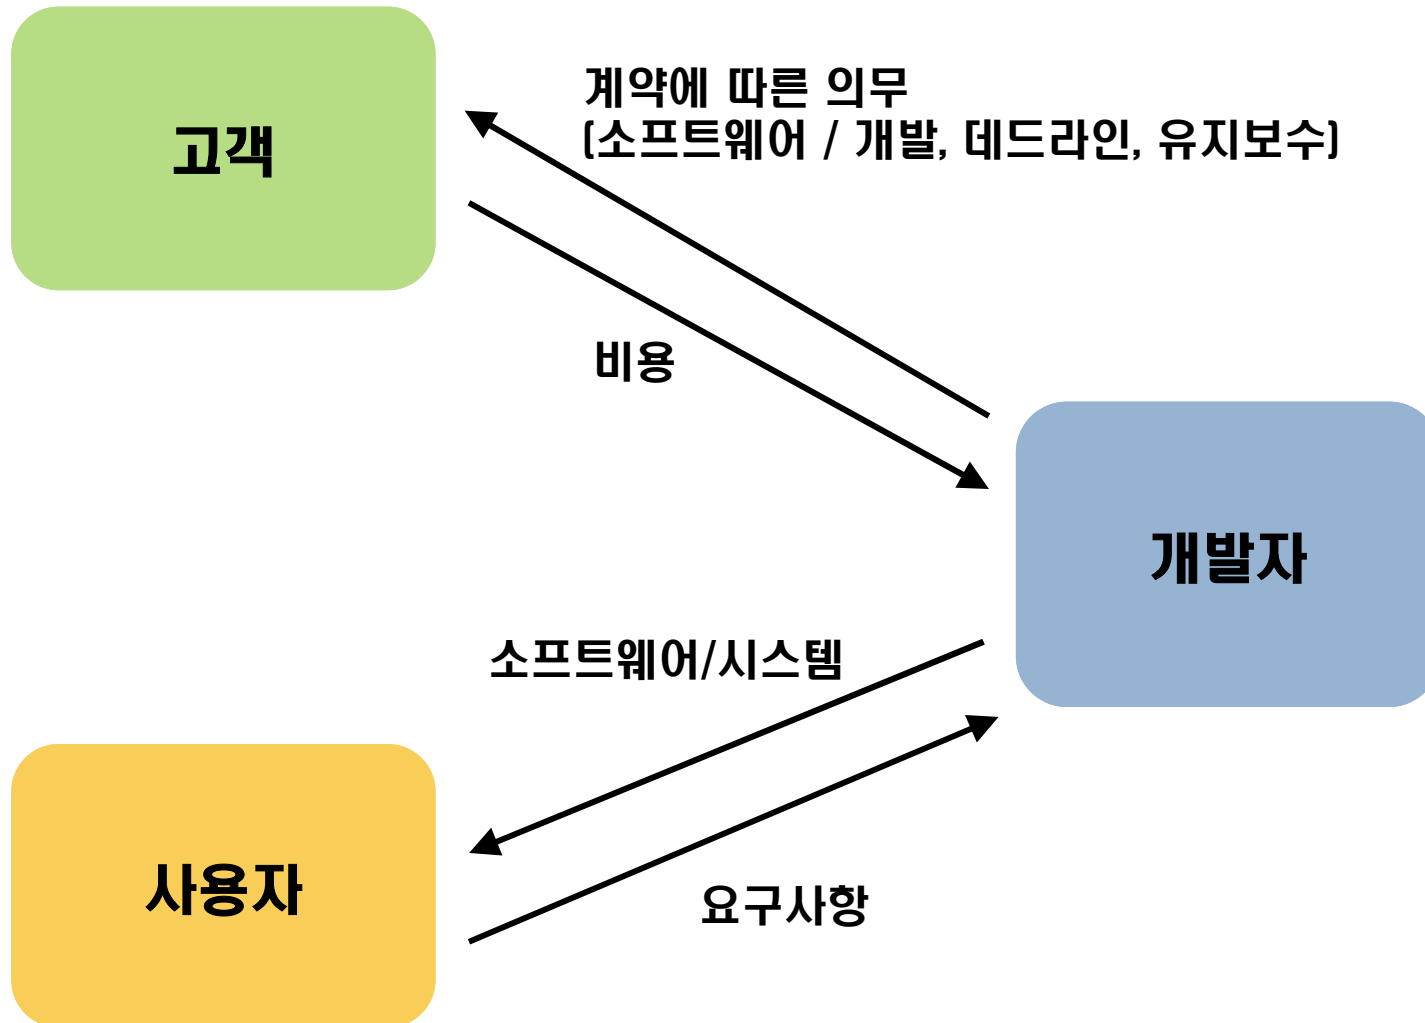 고객
계약에 따른 의무
(소프트웨어 / 개발, 데드라인, 유지보수)
비용
개발자
소프트웨어/시스템
사용자
요구사항